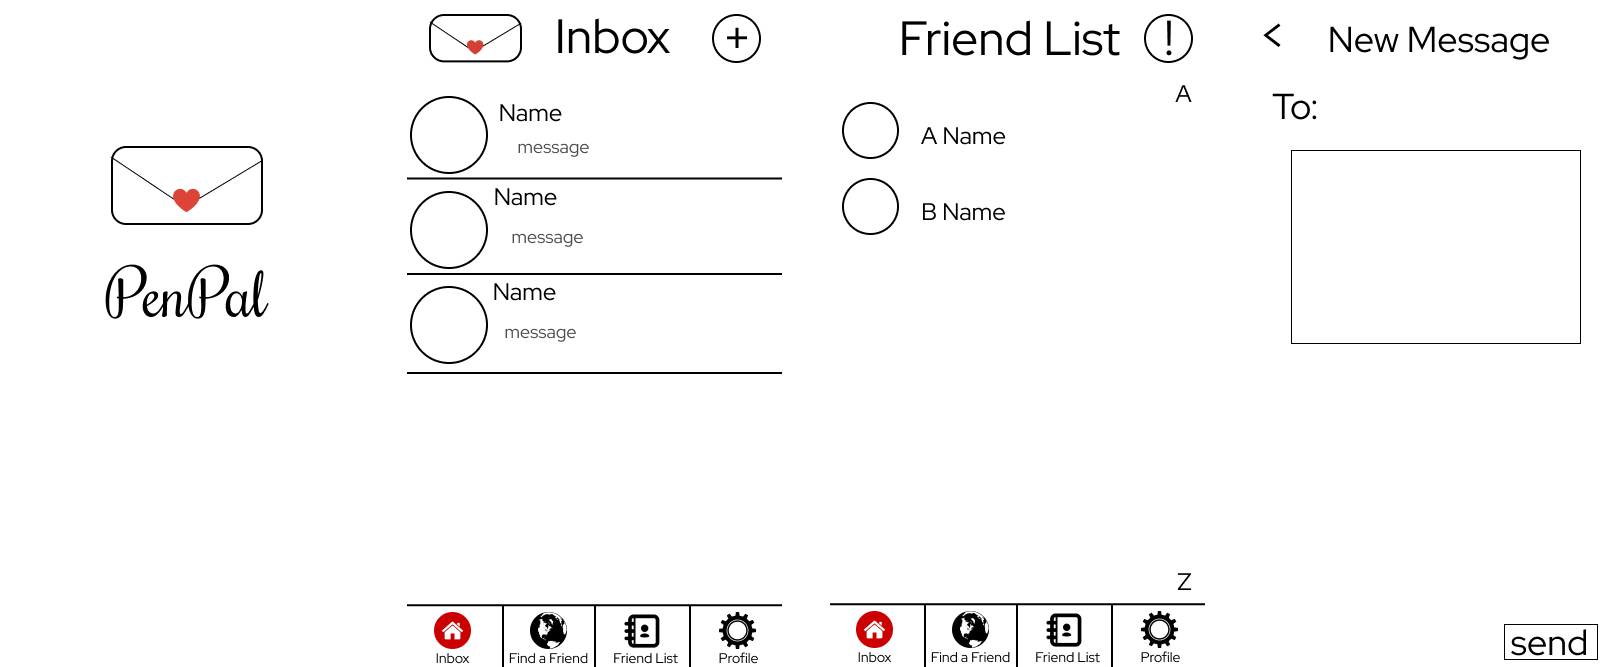 PenPal
Inbox +
Name
message
Name
message
Name
message
Inbox Find a Friend Friend List Profile
Friend List !
A
A Name
B Name
Z
Inbox Find a Friend Friend List Profile
< New Message
To:
send